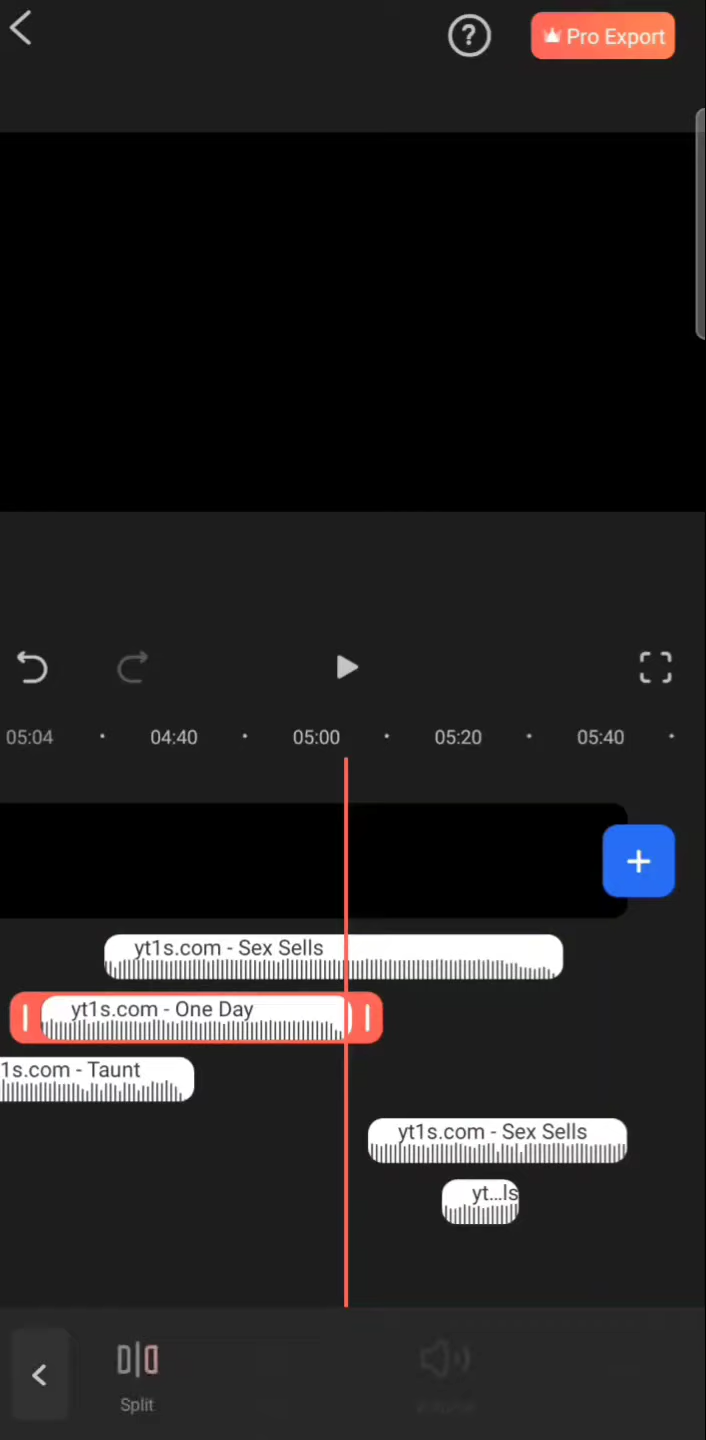 ?
Pro Export
05:04 04:40 05:00 05:20 05:40
yt1s.com - Sex Sells
yt1s.com - One Day
1s.com - Taunt
yt1s.com - Sex Sells
yt...ls
Split